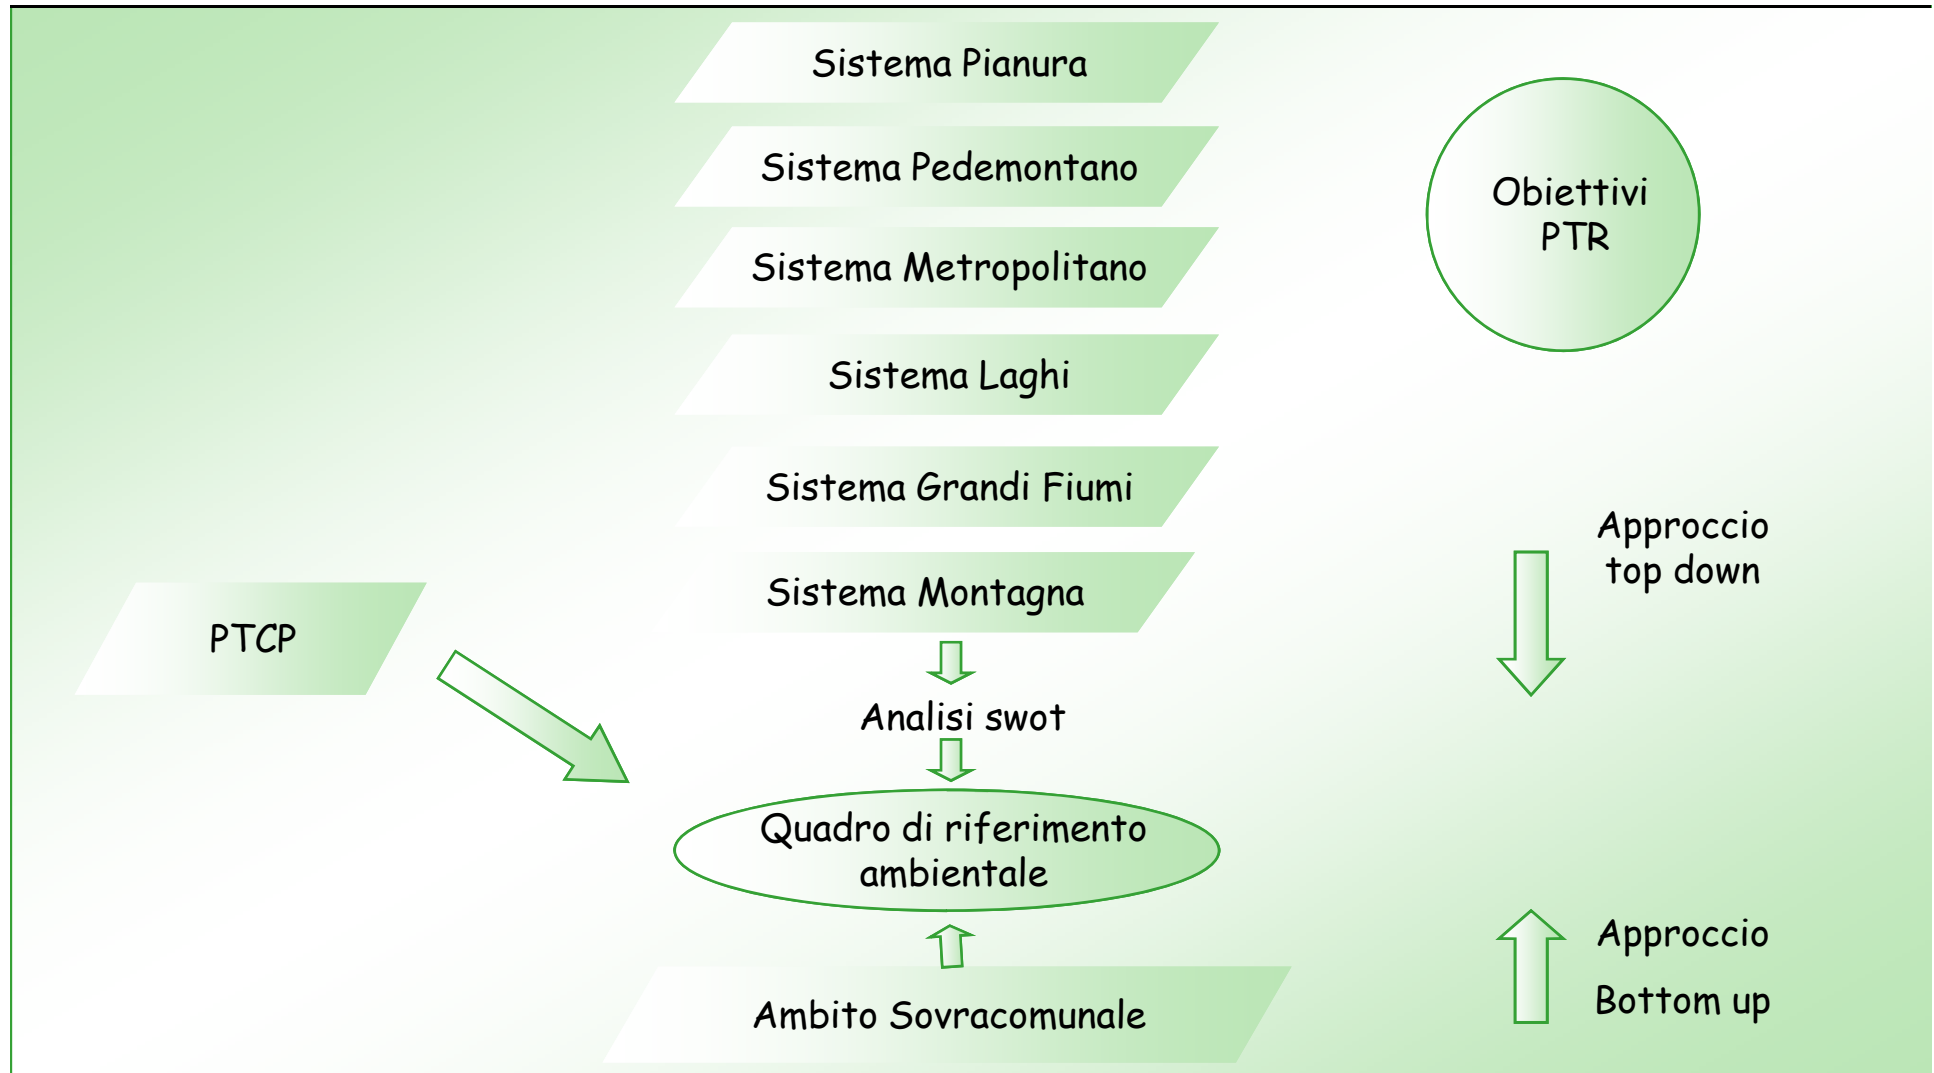 Sistema Pianura
Sistema Pedemontano
Sistema Metropolitano
Sistema Laghi
Sistema Grandi Fiumi
Sistema Montagna
Obiettivi
PTR
Approccio
top down
PTCP
Analisi swot
Quadro di riferimento
ambientale
Approccio
Bottom up
Ambito Sovracomunale